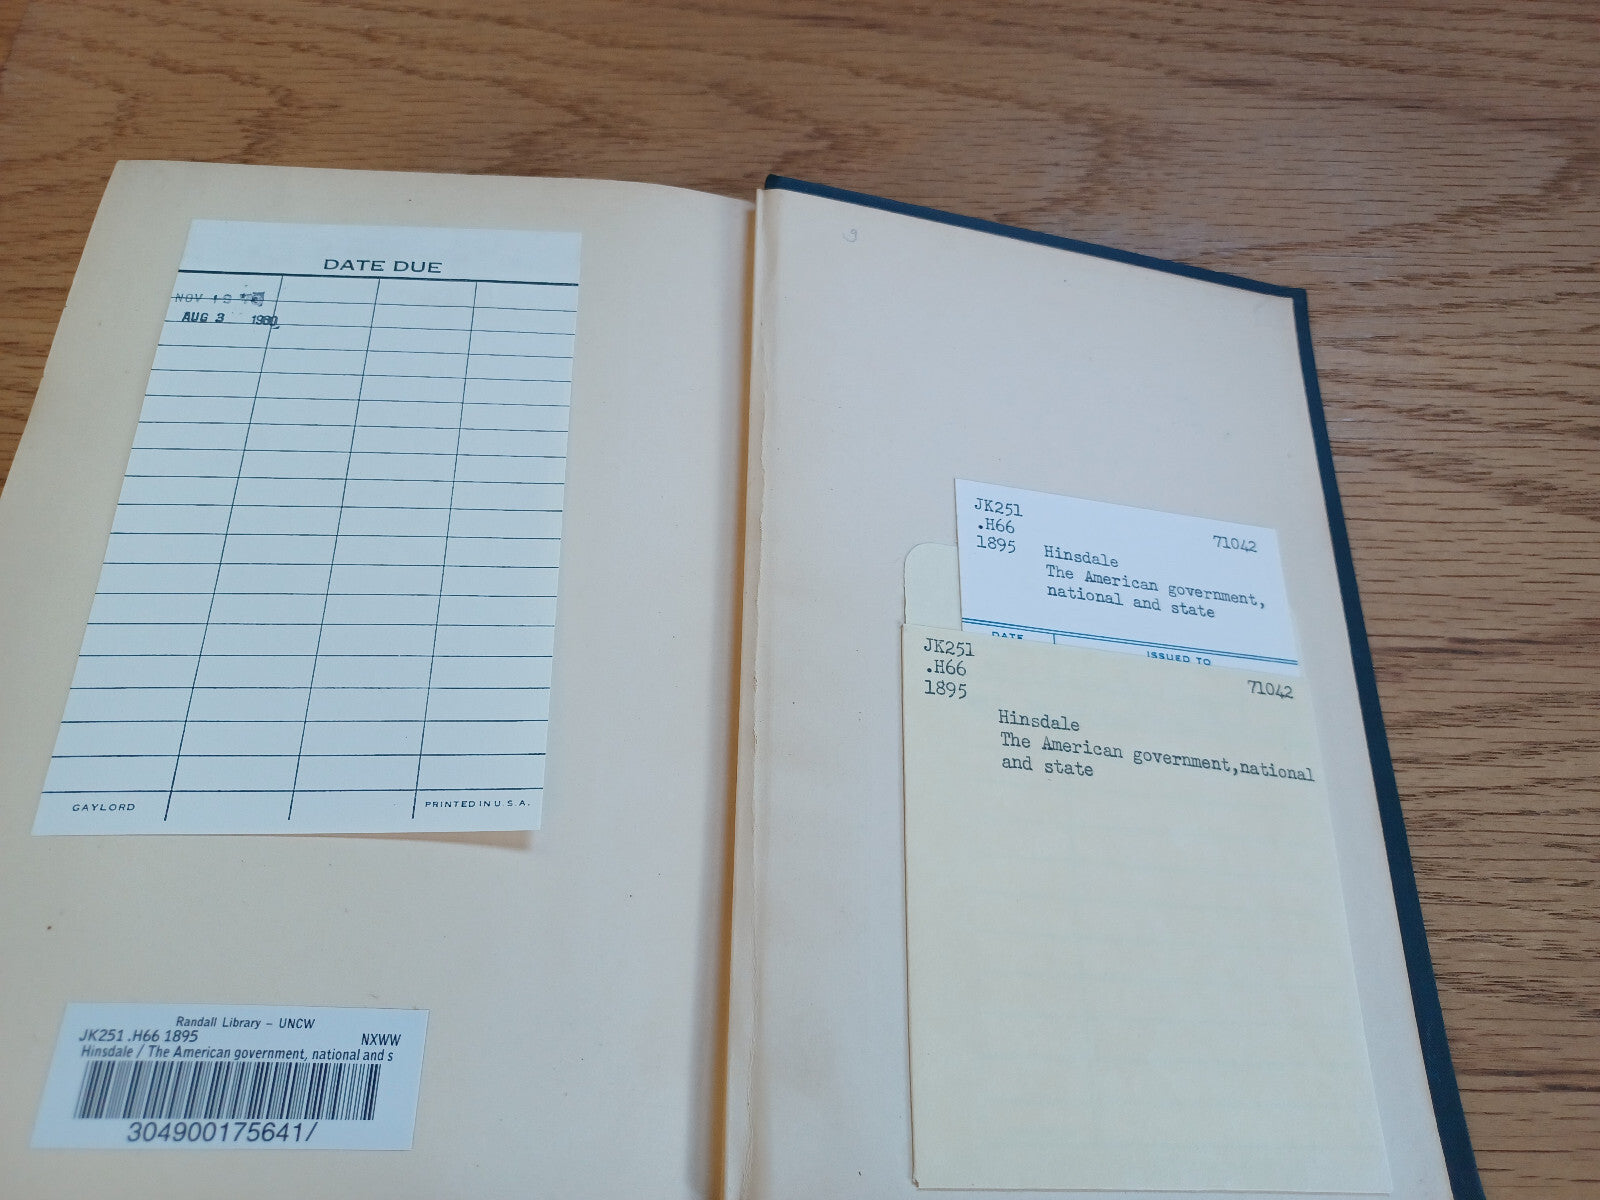 DATE DUE
NOV 19
AUG 3 1980
GAYLORD
PRINTED IN U.S.A.
Randall Library – UNCW
JK251 .H66 1895 NXWW
Hinsdale / The American government, national and s
304900175641/
JK251
.H66
1895 71042
Hinsdale
The American government,
national and state
DATE
ISSUED TO
JK251
.H66
1895 71042
Hinsdale
The American government,national
and state